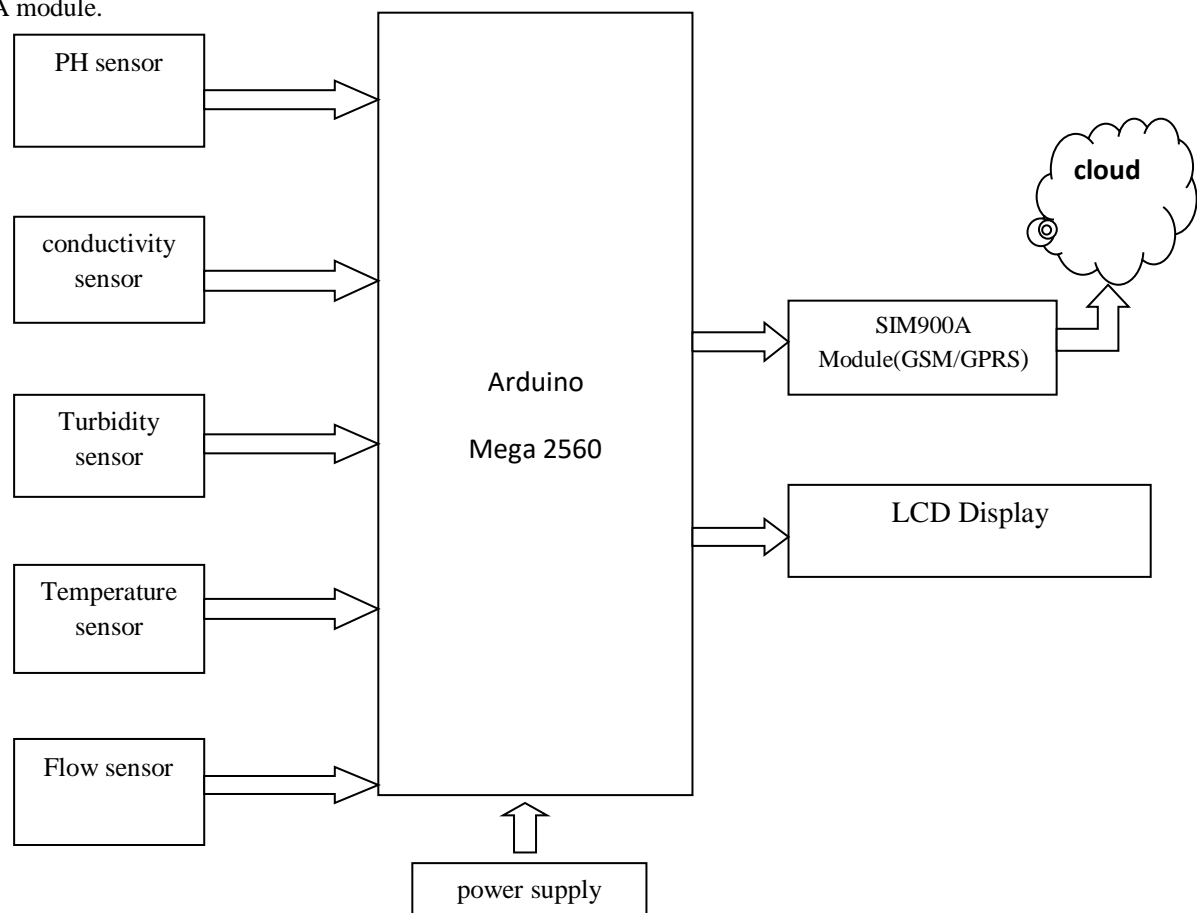 A module.
PH sensor
conductivity
sensor
Turbidity
sensor
Temperature
sensor
Flow sensor
Arduino
Mega 2560
power supply
cloud
SIM900A
Module(GSM/GPRS)
LCD Display